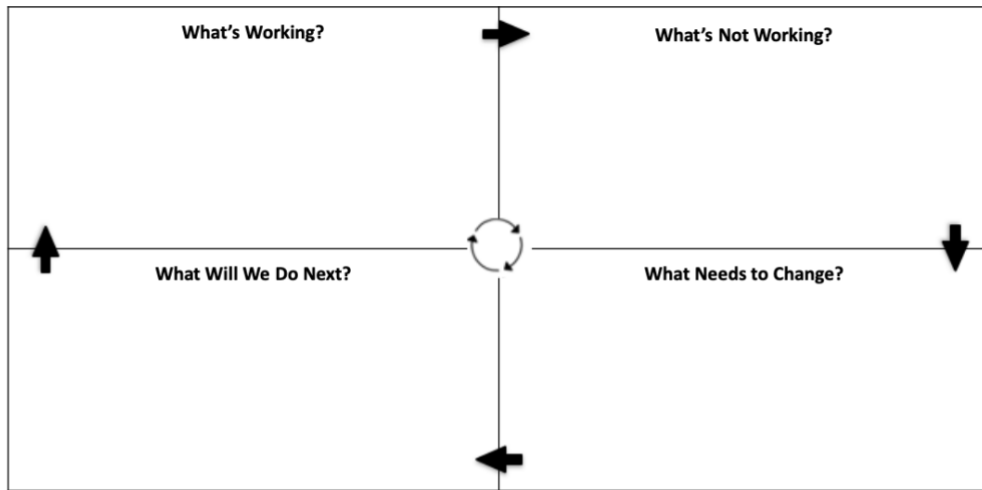 What’s Working?
What’s Not Working?
What Will We Do Next?
What Needs to Change?